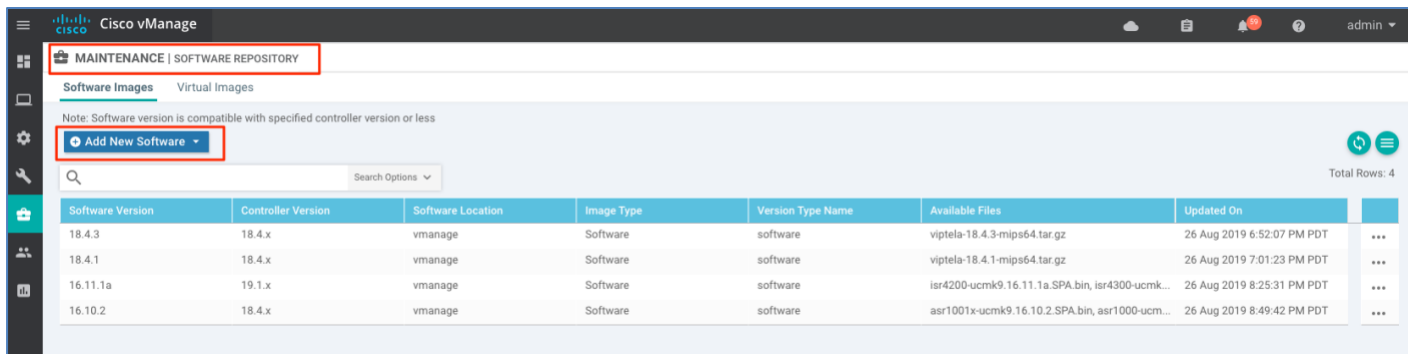 cisco Cisco vManage 59 admin
MAINTENANCE | SOFTWARE REPOSITORY
Software Images Virtual Images
Note: Software version is compatible with specified controller version or less
Add New Software
Search Options Total Rows: 4
Software Version Controller Version Software Location Image Type Version Type Name Available Files Updated On
18.4.3 18.4.x vmanage Software software viptela-18.4.3-mips64.tar.gz 26 Aug 2019 6:52:07 PM PDT ...
18.4.1 18.4.x vmanage Software software viptela-18.4.1-mips64.tar.gz 26 Aug 2019 7:01:23 PM PDT ...
16.11.1a 19.1.x vmanage Software software isr4200-ucmk9.16.11.1a.SPA.bin, isr4300-ucmk... 26 Aug 2019 8:25:31 PM PDT ...
16.10.2 18.4.x vmanage Software software asr1001x-ucmk9.16.10.2.SPA.bin, asr1000-ucm... 26 Aug 2019 8:49:42 PM PDT ...